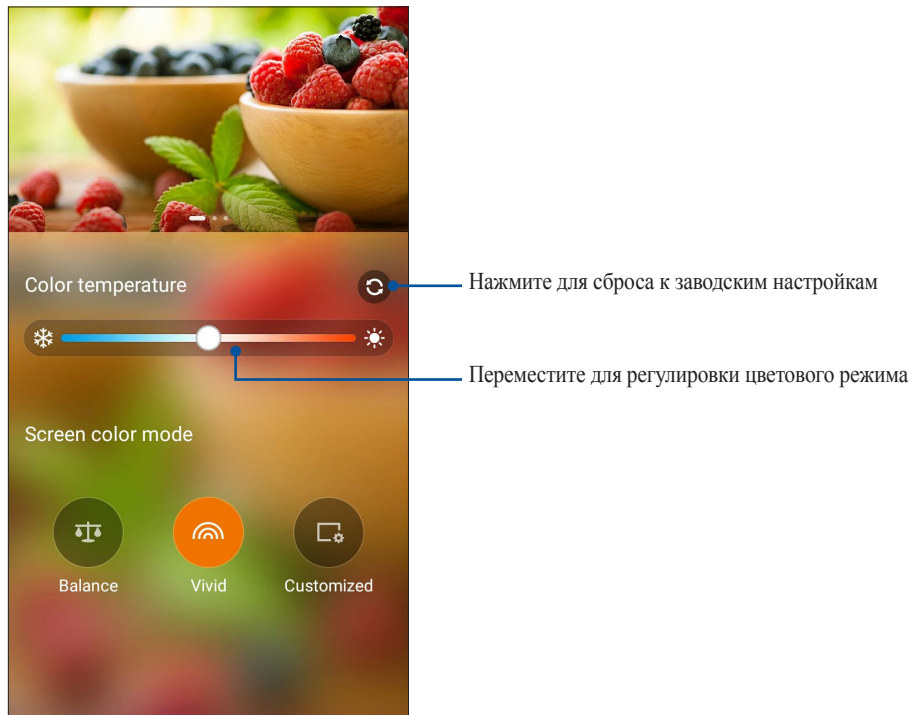 Color temperature
Нажмите для сброса к заводским настройкам
Переместите для регулировки цветового режима
Screen color mode
Balance
Vivid
Customized